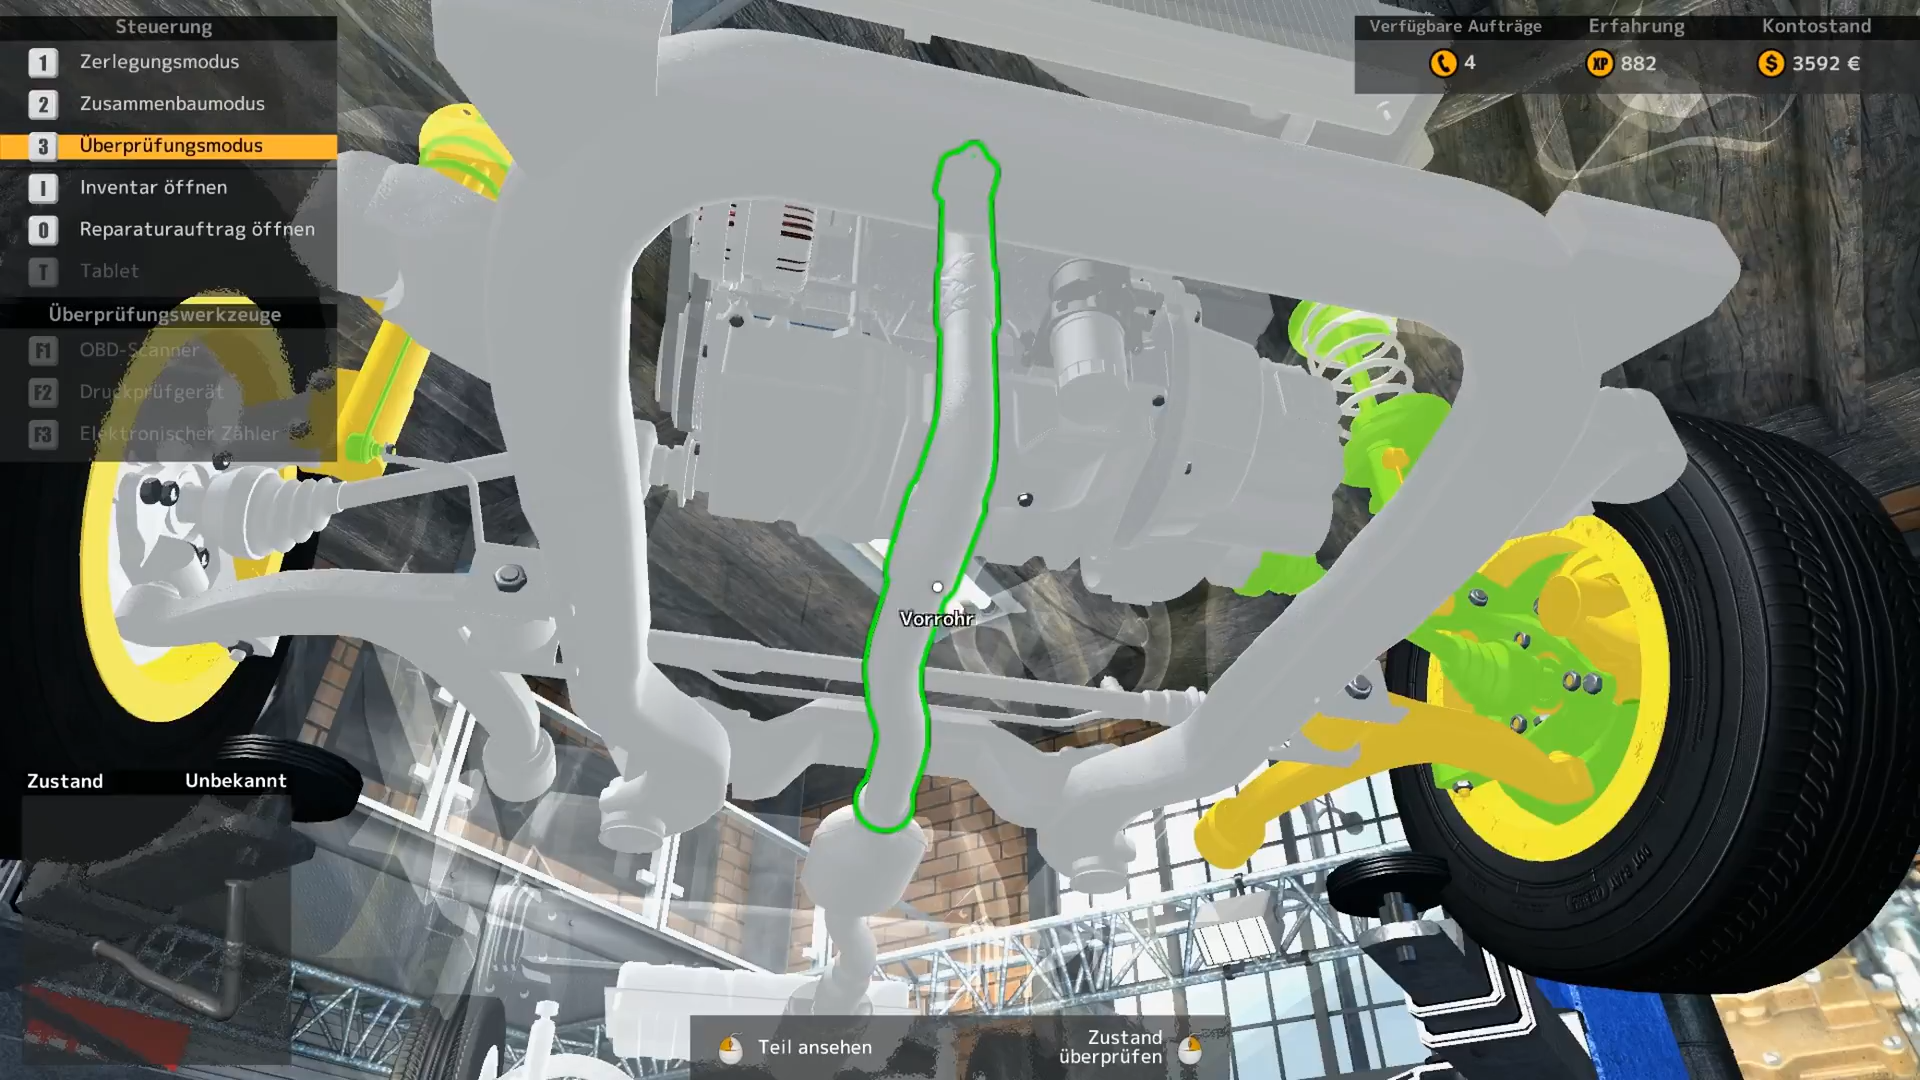 Steuerung
1 Zerlegungsmodus
2 Zusammenbaumodus
3 Überprüfungsmodus
I Inventar öffnen
O Reparaturauftrag öffnen
T Tablet
Überprüfungswerkzeuge
F1 OBD-Scanner
F2 Druckprüfgerät
F3 Elektronischer Zähler
Verfügbare Aufträge Erfahrung Kontostand
4 XP 882 $ 3592 €
Vorrohr
Zustand Unbekannt
Teil ansehen
Zustand
überprüfen